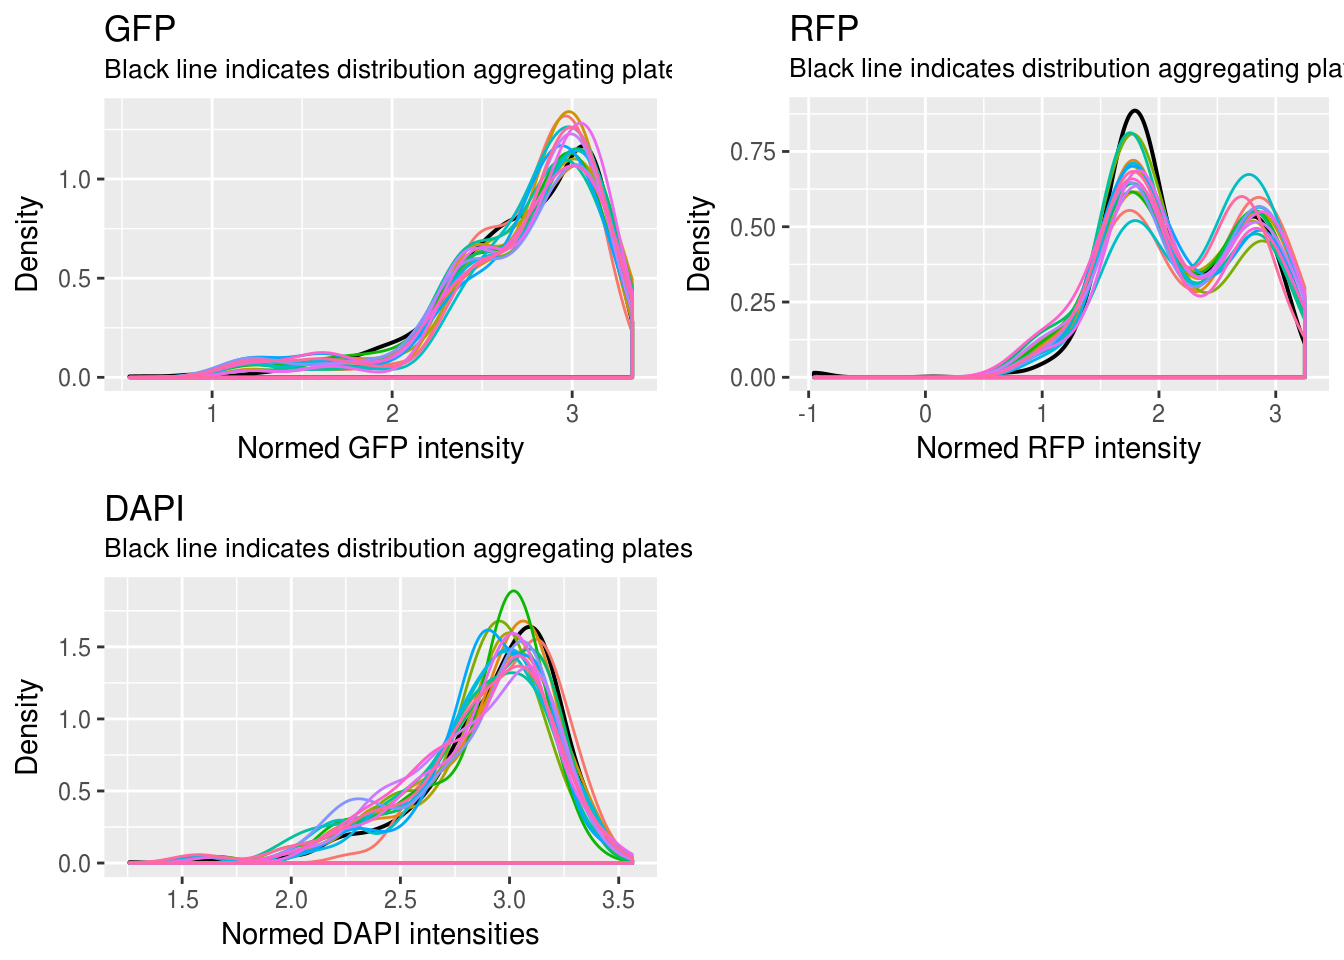 GFP
Black line indicates distribution aggregating plate
Density
1.0
0.5
0.0
1 2 3
Normed GFP intensity
RFP
Black line indicates distribution aggregating pla
Density
0.75
0.50
0.25
0.00
-1 0 1 2 3
Normed RFP intensity
DAPI
Black line indicates distribution aggregating plates
Density
1.5
1.0
0.5
0.0
1.5 2.0 2.5 3.0 3.5
Normed DAPI intensities